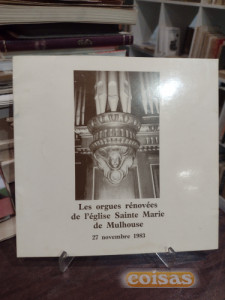 Les orgues rénovées
de l'église Sainte Marie
de Mulhouse
27 novembre 1983
coisas